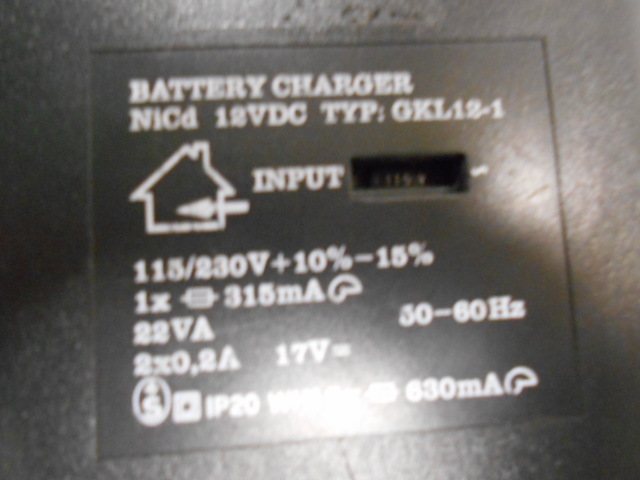 BATTERY CHARGER
NiCd 12VDC TYP: GKL12-1
INPUT 115V ~
115/230V+10%-15%
1x 315mA
22VA 50-60Hz
2x0,2A 17V=
S IP20 630mA